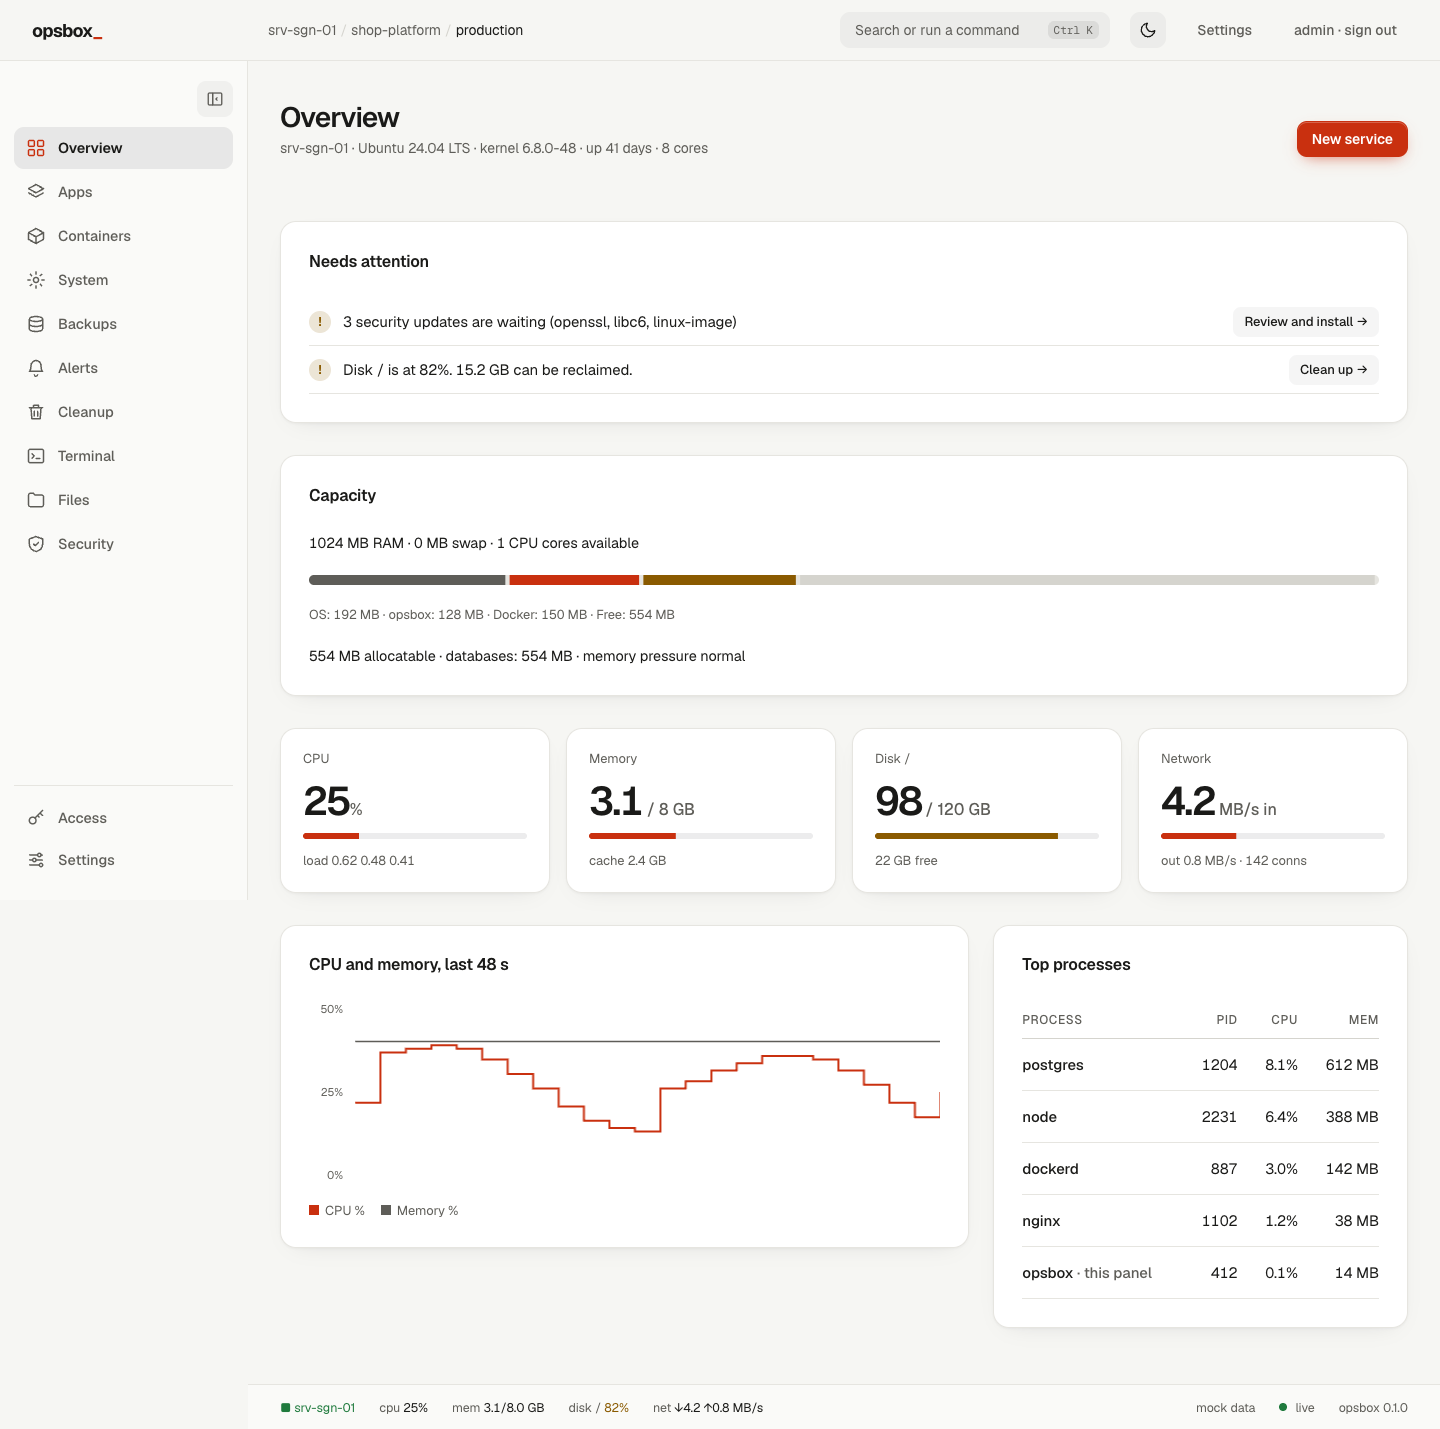 opsbox_
srv-sgn-01 / shop-platform / production
Search or run a command Ctrl K
Settings
admin · sign out
Overview
Apps
Containers
System
Backups
Alerts
Cleanup
Terminal
Files
Security
Access
Settings
Overview
srv-sgn-01 · Ubuntu 24.04 LTS · kernel 6.8.0-48 · up 41 days · 8 cores
New service
Needs attention
! 3 security updates are waiting (openssl, libc6, linux-image) Review and install →
! Disk / is at 82%. 15.2 GB can be reclaimed. Clean up →
Capacity
1024 MB RAM · 0 MB swap · 1 CPU cores available
OS: 192 MB · opsbox: 128 MB · Docker: 150 MB · Free: 554 MB
554 MB allocatable · databases: 554 MB · memory pressure normal
CPU
25%
load 0.62 0.48 0.41
Memory
3.1 / 8 GB
cache 2.4 GB
Disk /
98 / 120 GB
22 GB free
Network
4.2 MB/s in
out 0.8 MB/s · 142 conns
CPU and memory, last 48 s
50%
25%
0%
CPU % Memory %
Top processes
PROCESS PID CPU MEM
postgres 1204 8.1% 612 MB
node 2231 6.4% 388 MB
dockerd 887 3.0% 142 MB
nginx 1102 1.2% 38 MB
opsbox · this panel 412 0.1% 14 MB
srv-sgn-01 cpu 25% mem 3.1/8.0 GB disk / 82% net ↓4.2 ↑0.8 MB/s mock data live opsbox 0.1.0